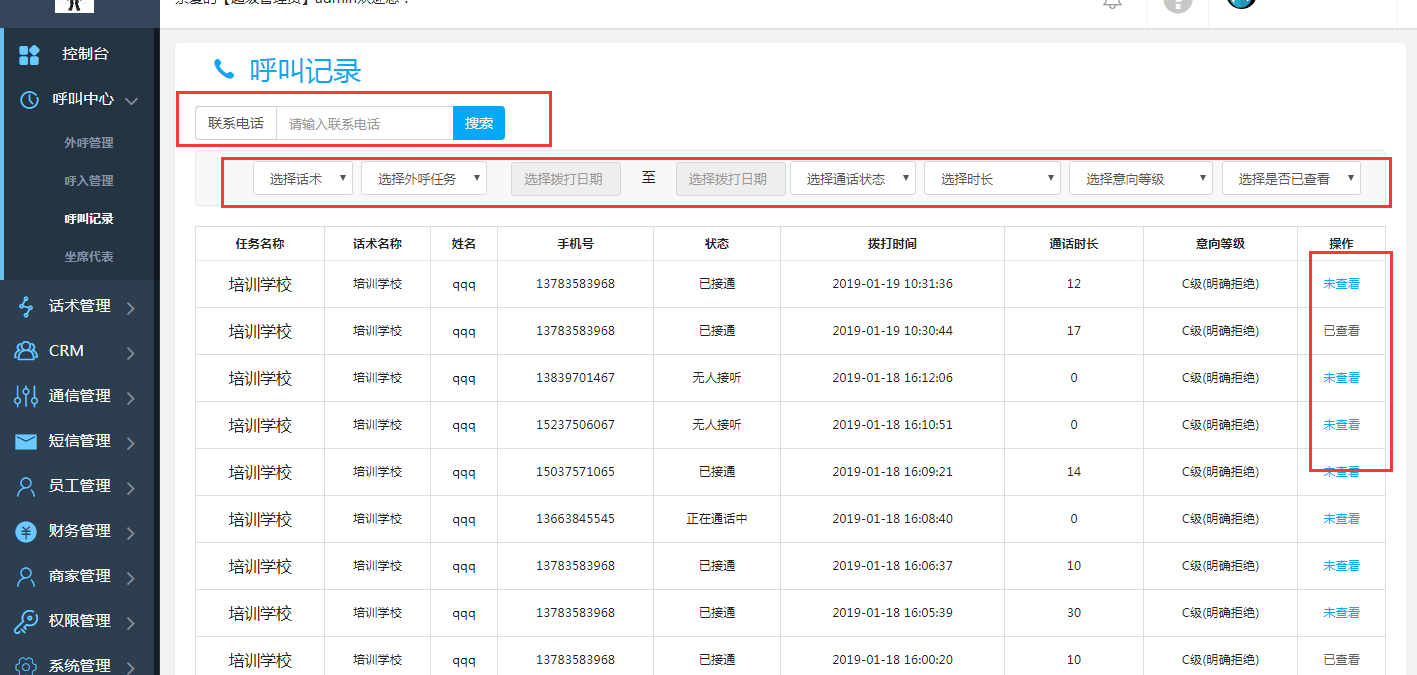 亲爱的【超级管理员】admin欢迎您！
控制台
呼叫中心
外呼管理
呼入管理
呼叫记录
坐席代表
话术管理
CRM
通信管理
短信管理
员工管理
财务管理
商家管理
权限管理
系统管理
呼叫记录
联系电话 请输入联系电话 搜索
选择话术 选择外呼任务 选择拨打日期 至 选择拨打日期 选择通话状态 选择时长 选择意向等级 选择是否已查看
任务名称 话术名称 姓名 手机号 状态 拨打时间 通话时长 意向等级 操作
培训学校 培训学校 qqq 13783583968 已接通 2019-01-19 10:31:36 12 C级(明确拒绝) 未查看
培训学校 培训学校 qqq 13783583968 已接通 2019-01-19 10:30:44 17 C级(明确拒绝) 已查看
培训学校 培训学校 qqq 13839701467 无人接听 2019-01-18 16:12:06 0 C级(明确拒绝) 未查看
培训学校 培训学校 qqq 15237506067 无人接听 2019-01-18 16:10:51 0 C级(明确拒绝) 未查看
培训学校 培训学校 qqq 15037571065 已接通 2019-01-18 16:09:21 14 C级(明确拒绝) 未查看
培训学校 培训学校 qqq 13663845545 正在通话中 2019-01-18 16:08:40 0 C级(明确拒绝) 未查看
培训学校 培训学校 qqq 13783583968 已接通 2019-01-18 16:06:37 10 C级(明确拒绝) 未查看
培训学校 培训学校 qqq 13783583968 已接通 2019-01-18 16:05:39 30 C级(明确拒绝) 未查看
培训学校 培训学校 qqq 13783583968 已接通 2019-01-18 16:00:20 10 C级(明确拒绝) 已查看